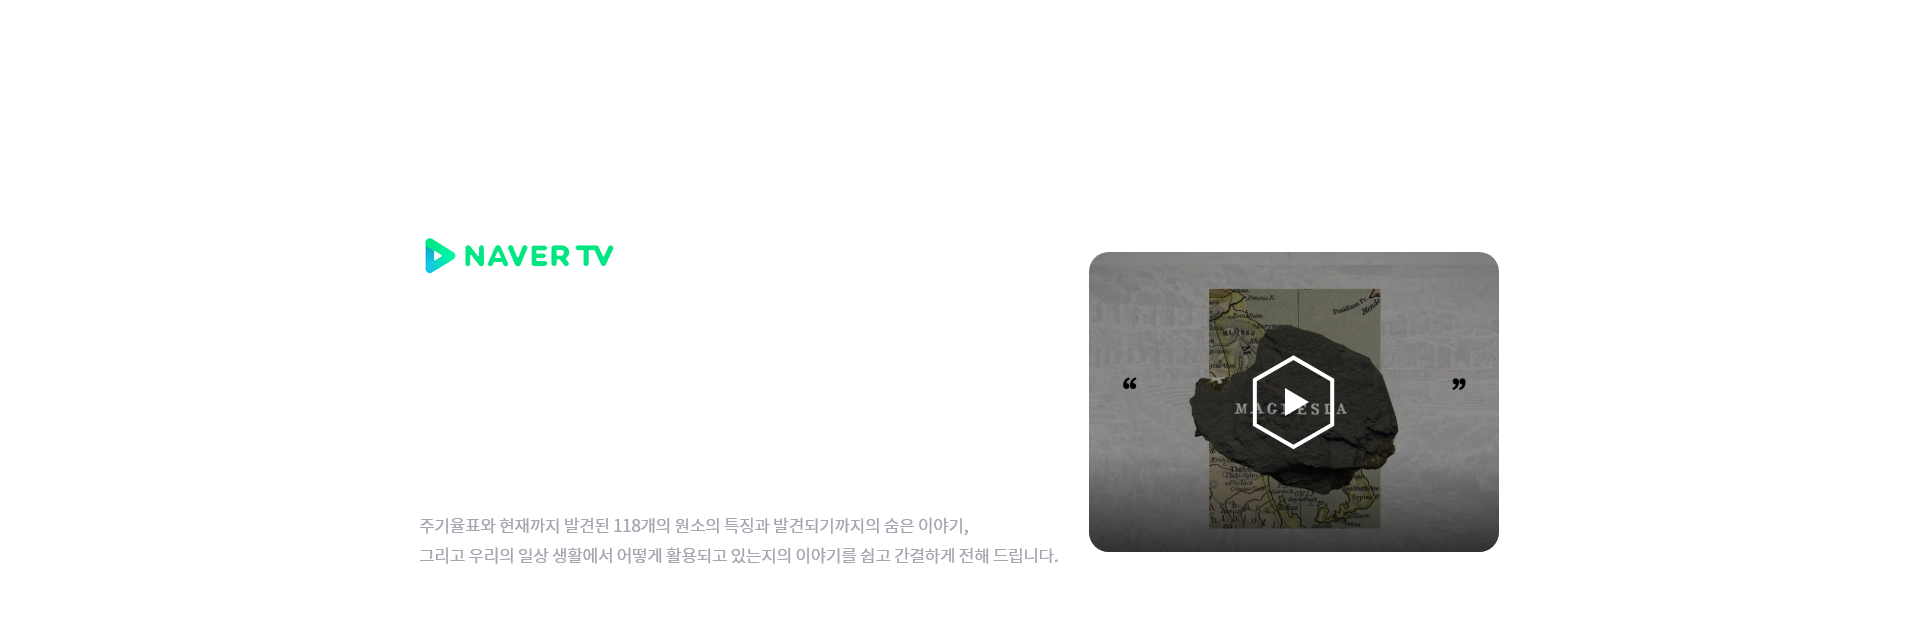 NAVER TV
“ MAGNESIA ”
주기율표와 현재까지 발견된 118개의 원소의 특징과 발견되기까지의 숨은 이야기,
그리고 우리의 일상 생활에서 어떻게 활용되고 있는지의 이야기를 쉽고 간결하게 전해 드립니다.